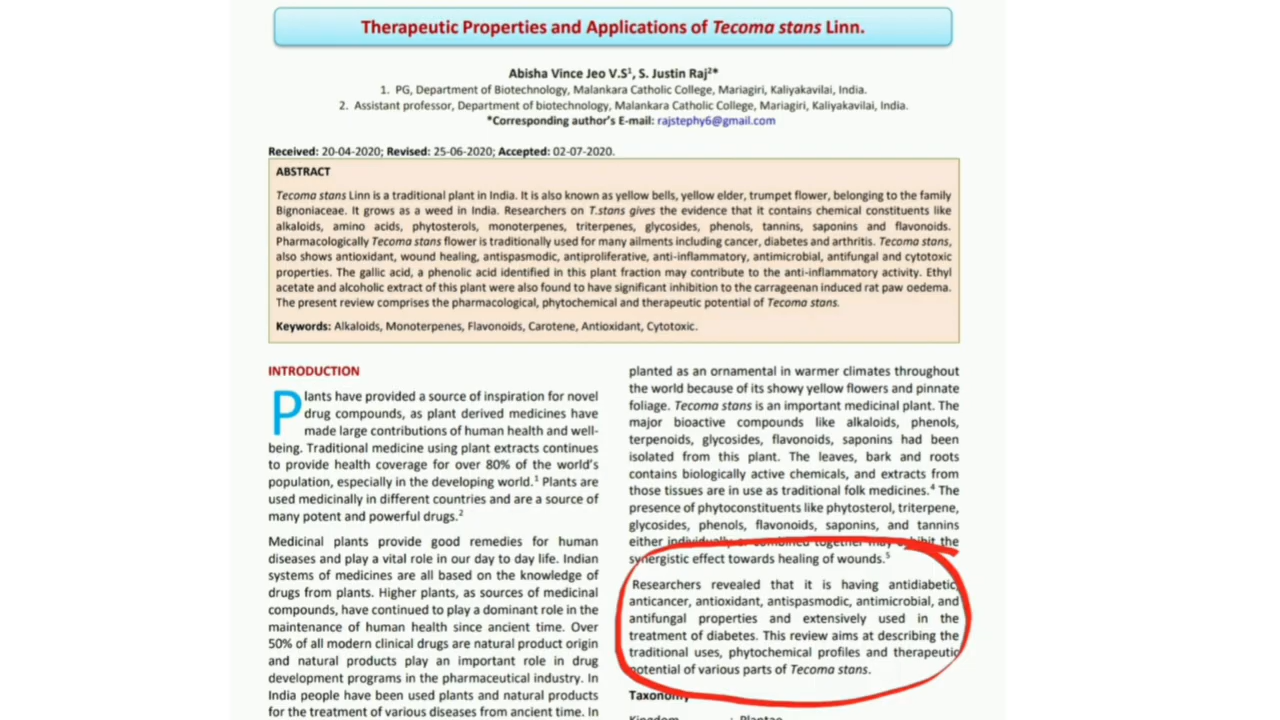 Therapeutic Properties and Applications of Tecoma stans Linn.
Abisha Vince Jeo V.S1, S. Justin Raj2*
1. PG, Department of Biotechnology, Malankara Catholic College, Mariagiri, Kaliyakavilai, India.
2. Assistant professor, Department of biotechnology, Malankara Catholic College, Mariagiri, Kaliyakavilai, India.
*Corresponding author's E-mail: rajstephy6@gmail.com
Received: 20-04-2020; Revised: 25-06-2020; Accepted: 02-07-2020.
ABSTRACT
Tecoma stans Linn is a traditional plant in India. It is also known as yellow bells, yellow elder, trumpet flower, belonging to the family
Bignoniaceae. It grows as a weed in India. Researchers on T.stans gives the evidence that it contains chemical constituents like
alkaloids, amino acids, phytosterols, monoterpenes, triterpenes, glycosides, phenols, tannins, saponins and flavonoids.
Pharmacologically Tecoma stans flower is traditionally used for many ailments including cancer, diabetes and arthritis. Tecoma stans,
also shows antioxidant, wound healing, antispasmodic, antiproliferative, anti-inflammatory, antimicrobial, antifungal and cytotoxic
properties. The gallic acid, a phenolic acid identified in this plant fraction may contribute to the anti-inflammatory activity. Ethyl
acetate and alcoholic extract of this plant were also found to have significant inhibition to the carrageenan induced rat paw oedema.
The present review comprises the pharmacological, phytochemical and therapeutic potential of Tecoma stans.
Keywords: Alkaloids, Monoterpenes, Flavonoids, Carotene, Antioxidant, Cytotoxic.
INTRODUCTION
Plants have provided a source of inspiration for novel
drug compounds, as plant derived medicines have
made large contributions of human health and well-
being. Traditional medicine using plant extracts continues
to provide health coverage for over 80% of the world's
population, especially in the developing world.1 Plants are
used medicinally in different countries and are a source of
many potent and powerful drugs.2
Medicinal plants provide good remedies for human
diseases and play a vital role in our day to day life. Indian
systems of medicines are all based on the knowledge of
drugs from plants. Higher plants, as sources of medicinal
compounds, have continued to play a dominant role in the
maintenance of human health since ancient time. Over
50% of all modern clinical drugs are natural product origin
and natural products play an important role in drug
development programs in the pharmaceutical industry. In
India people have been used plants and natural products
for the treatment of various diseases from ancient time. In
planted as an ornamental in warmer climates throughout
the world because of its showy yellow flowers and pinnate
foliage. Tecoma stans is an important medicinal plant. The
major bioactive compounds like alkaloids, phenols,
terpenoids, glycosides, flavonoids, saponins had been
isolated from this plant. The leaves, bark and roots
contains biologically active chemicals, and extracts from
those tissues are in use as traditional folk medicines.4 The
presence of phytoconstituents like phytosterol, triterpene,
glycosides, phenols, flavonoids, saponins, and tannins
either individually or combined together may exhibit the
synergistic effect towards healing of wounds.5
Researchers revealed that it is having antidiabetic,
anticancer, antioxidant, antispasmodic, antimicrobial, and
antifungal properties and extensively used in the
treatment of diabetes. This review aims at describing the
traditional uses, phytochemical profiles and therapeutic
potential of various parts of Tecoma stans.
Taxonomy
Kingdom : Plantae